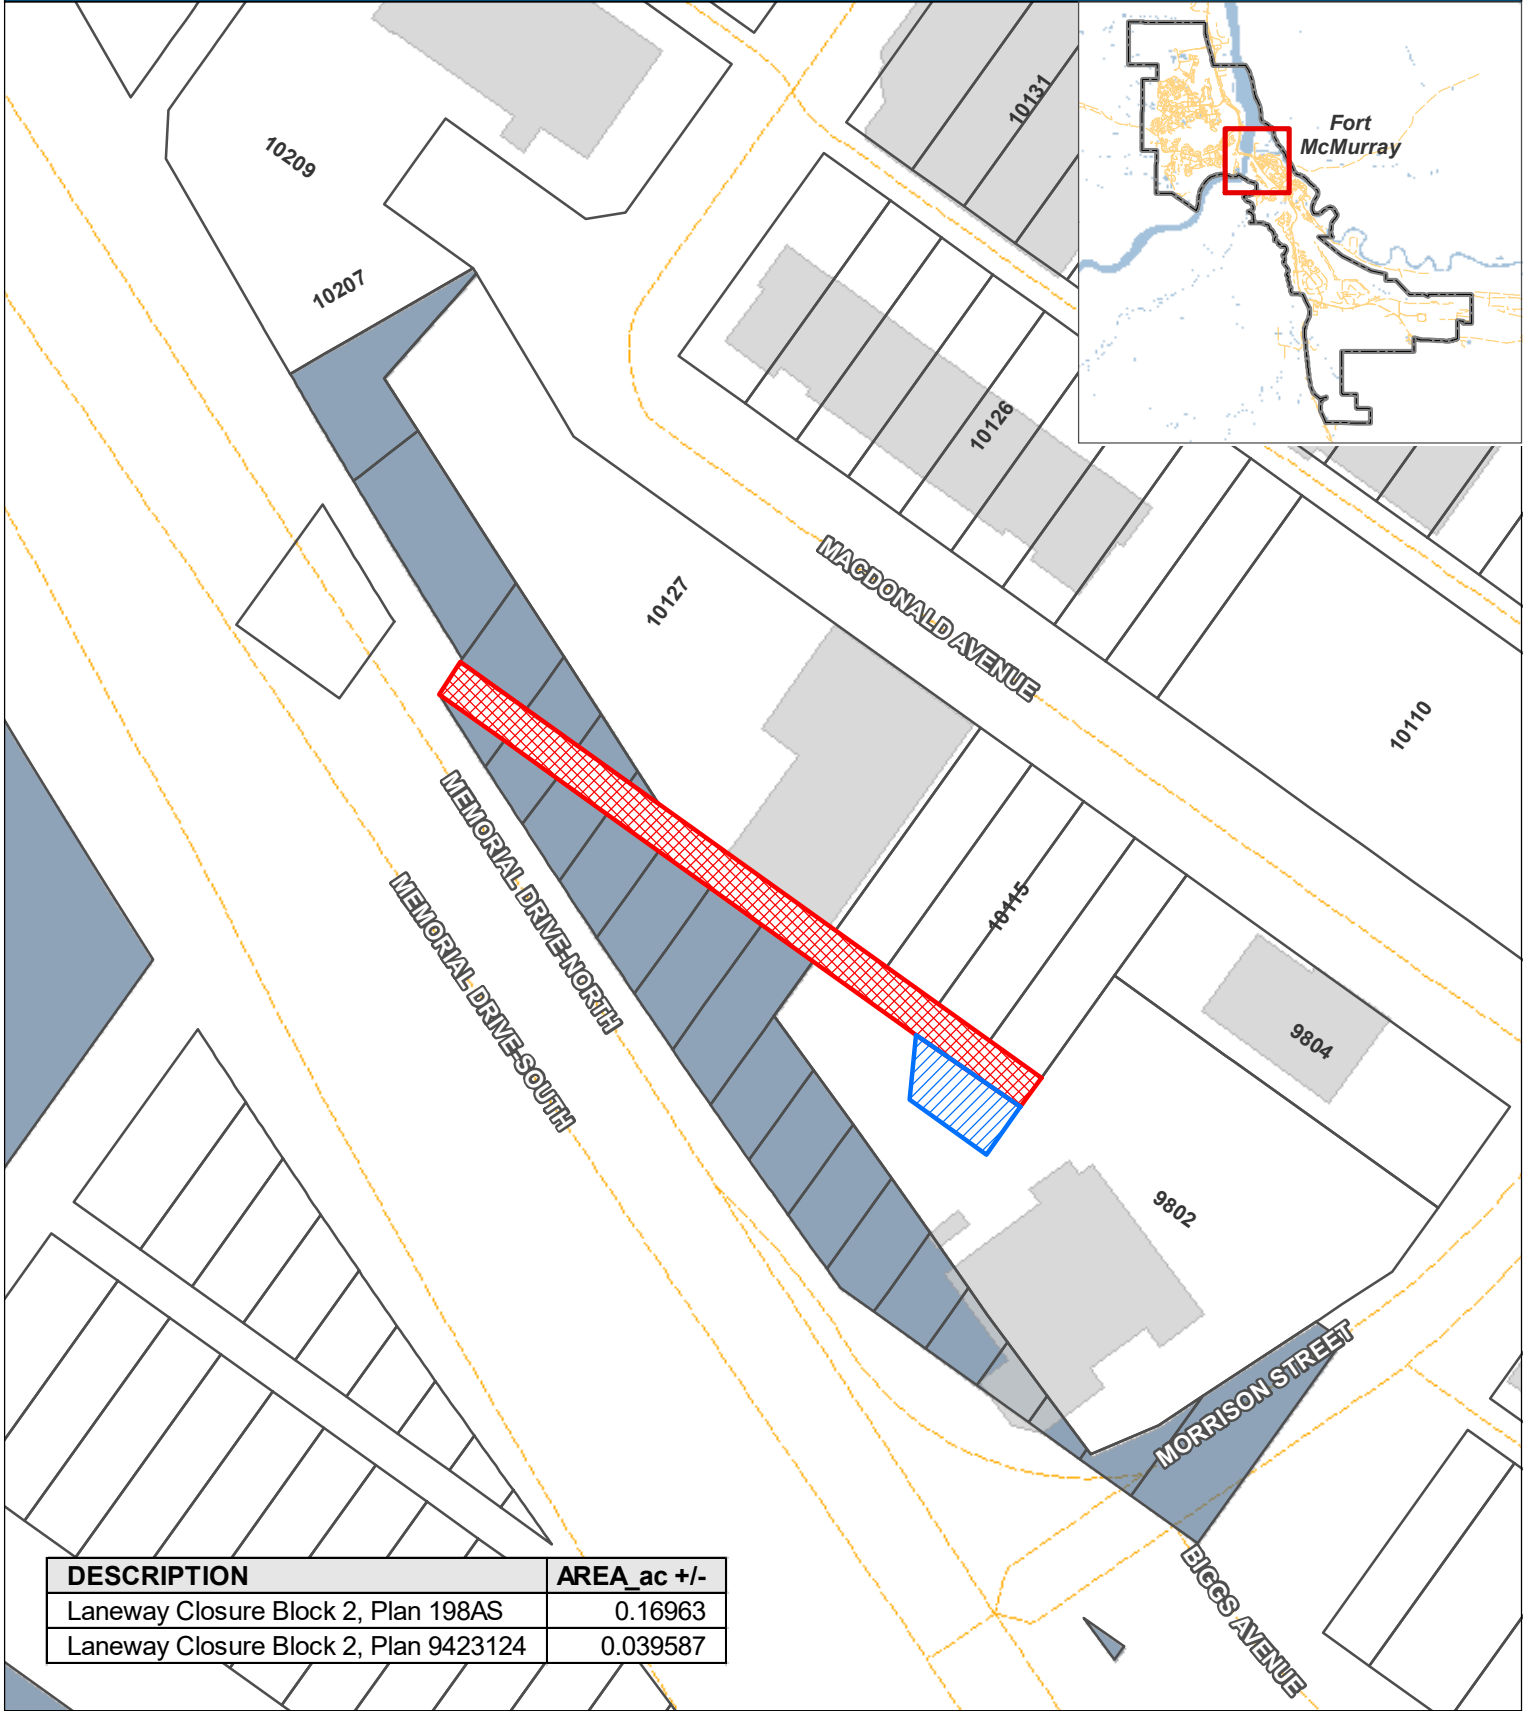 10131
Fort
McMurray
10209
10207
10126
MACDONALD AVENUE
10127
10110
MEMORIAL DRIVE-NORTH
MEMORIAL DRIVE-SOUTH
10115
9804
9802
MORRISON STREET
BIGGS AVENUE
DESCRIPTION AREA_ac +/-
Laneway Closure Block 2, Plan 198AS 0.16963
Laneway Closure Block 2, Plan 9423124 0.039587